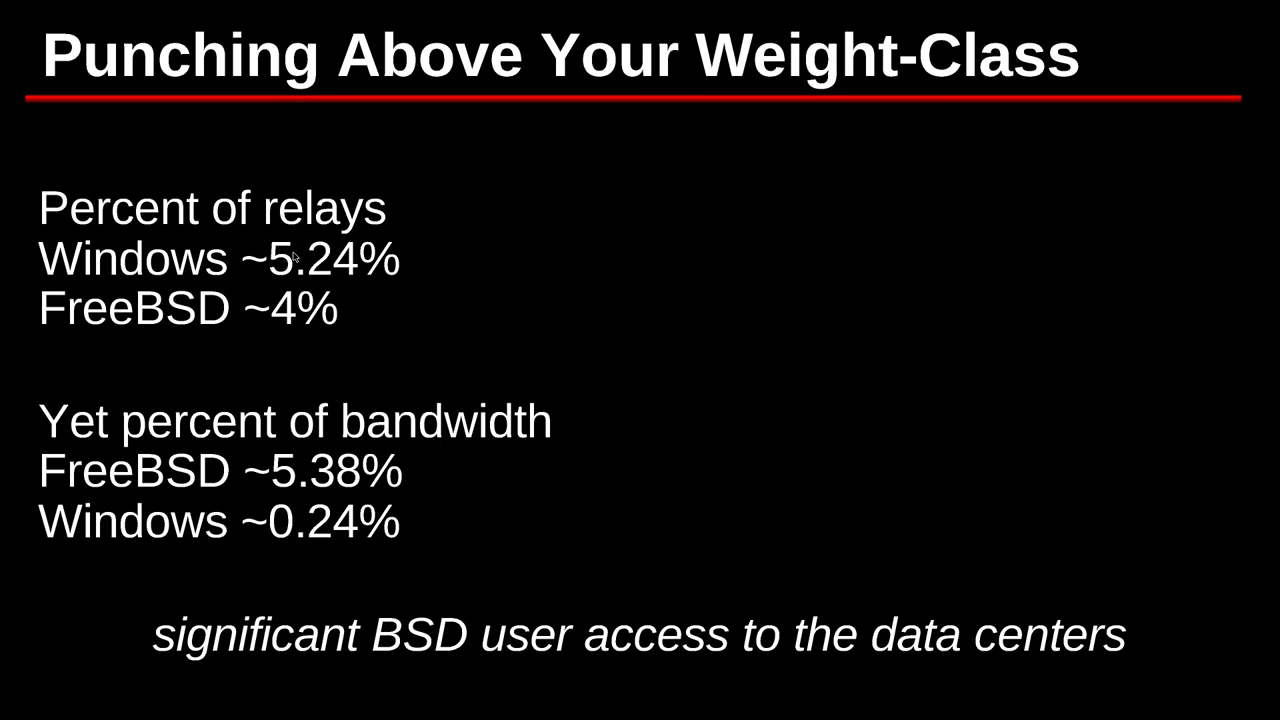 Punching Above Your Weight-Class
Percent of relays
Windows ~5.24%
FreeBSD ~4%
Yet percent of bandwidth
FreeBSD ~5.38%
Windows ~0.24%
significant BSD user access to the data centers